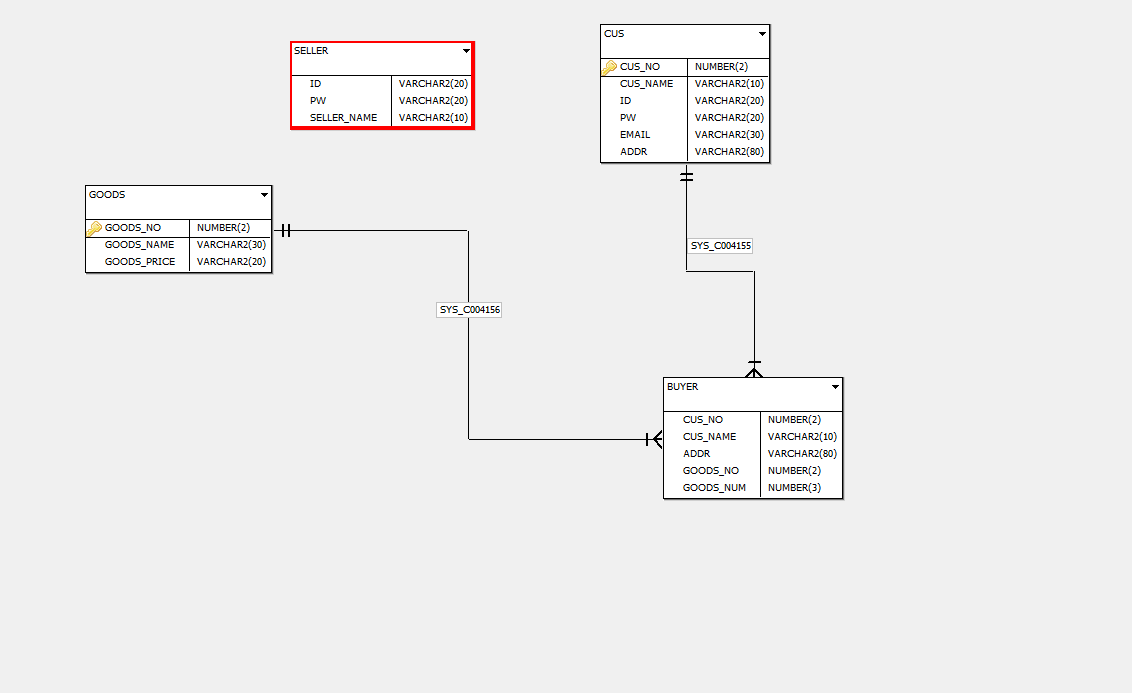 SELLER
ID VARCHAR2(20)
PW VARCHAR2(20)
SELLER_NAME VARCHAR2(10)
CUS
CUS_NO NUMBER(2)
CUS_NAME VARCHAR2(10)
ID VARCHAR2(20)
PW VARCHAR2(20)
EMAIL VARCHAR2(30)
ADDR VARCHAR2(80)
GOODS
GOODS_NO NUMBER(2)
GOODS_NAME VARCHAR2(30)
GOODS_PRICE VARCHAR2(20)
SYS_C004155
SYS_C004156
BUYER
CUS_NO NUMBER(2)
CUS_NAME VARCHAR2(10)
ADDR VARCHAR2(80)
GOODS_NO NUMBER(2)
GOODS_NUM NUMBER(3)